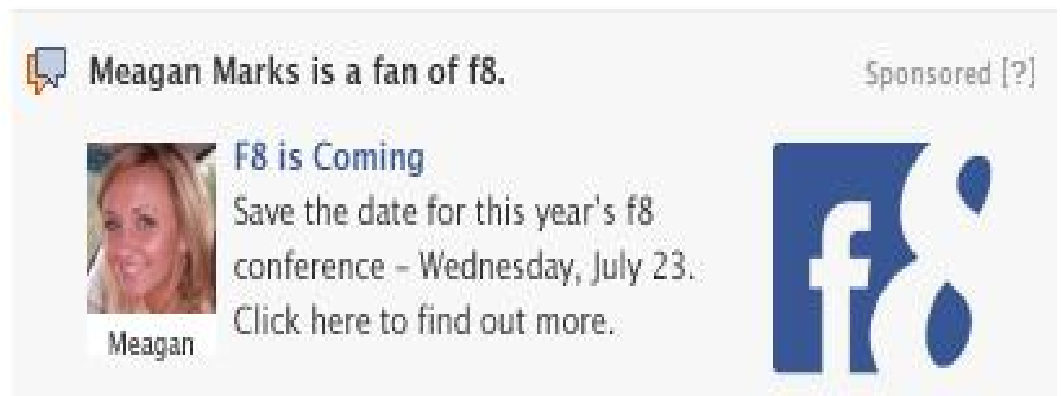 Meagan Marks is a fan of f8.
Sponsored [?]
F8 is Coming
Save the date for this year's f8
conference – Wednesday, July 23.
Click here to find out more.
Meagan
f8